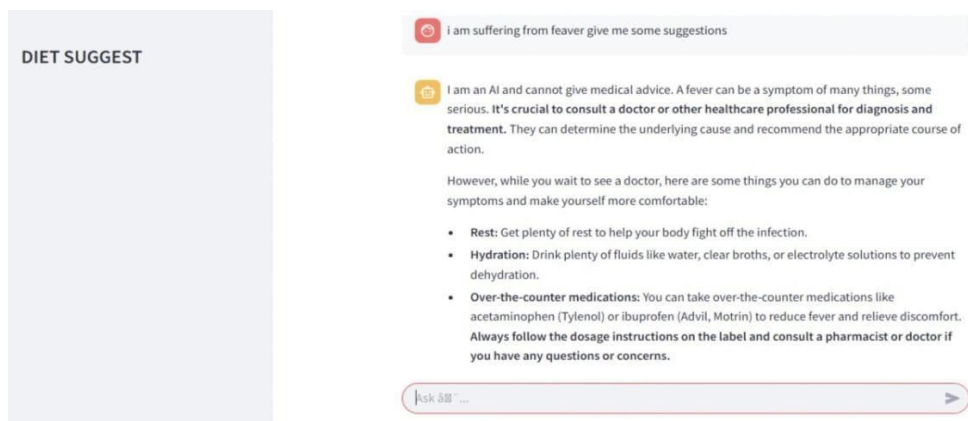 DIET SUGGEST
i am suffering from feaver give me some suggestions
I am an AI and cannot give medical advice. A fever can be a symptom of many things, some
serious. It's crucial to consult a doctor or other healthcare professional for diagnosis and
treatment. They can determine the underlying cause and recommend the appropriate course of
action.
However, while you wait to see a doctor, here are some things you can do to manage your
symptoms and make yourself more comfortable:
• Rest: Get plenty of rest to help your body fight off the infection.
• Hydration: Drink plenty of fluids like water, clear broths, or electrolyte solutions to prevent
dehydration.
• Over-the-counter medications: You can take over-the-counter medications like
acetaminophen (Tylenol) or ibuprofen (Advil, Motrin) to reduce fever and relieve discomfort.
Always follow the dosage instructions on the label and consult a pharmacist or doctor if
you have any questions or concerns.
Ask